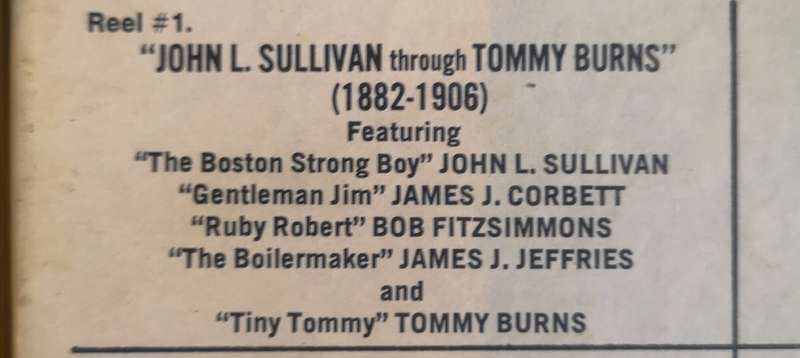 Reel #1.
“JOHN L. SULLIVAN through TOMMY BURNS”
(1882-1906)
Featuring
“The Boston Strong Boy” JOHN L. SULLIVAN
“Gentleman Jim” JAMES J. CORBETT
“Ruby Robert” BOB FITZSIMMONS
“The Boilermaker” JAMES J. JEFFRIES
and
“Tiny Tommy” TOMMY BURNS